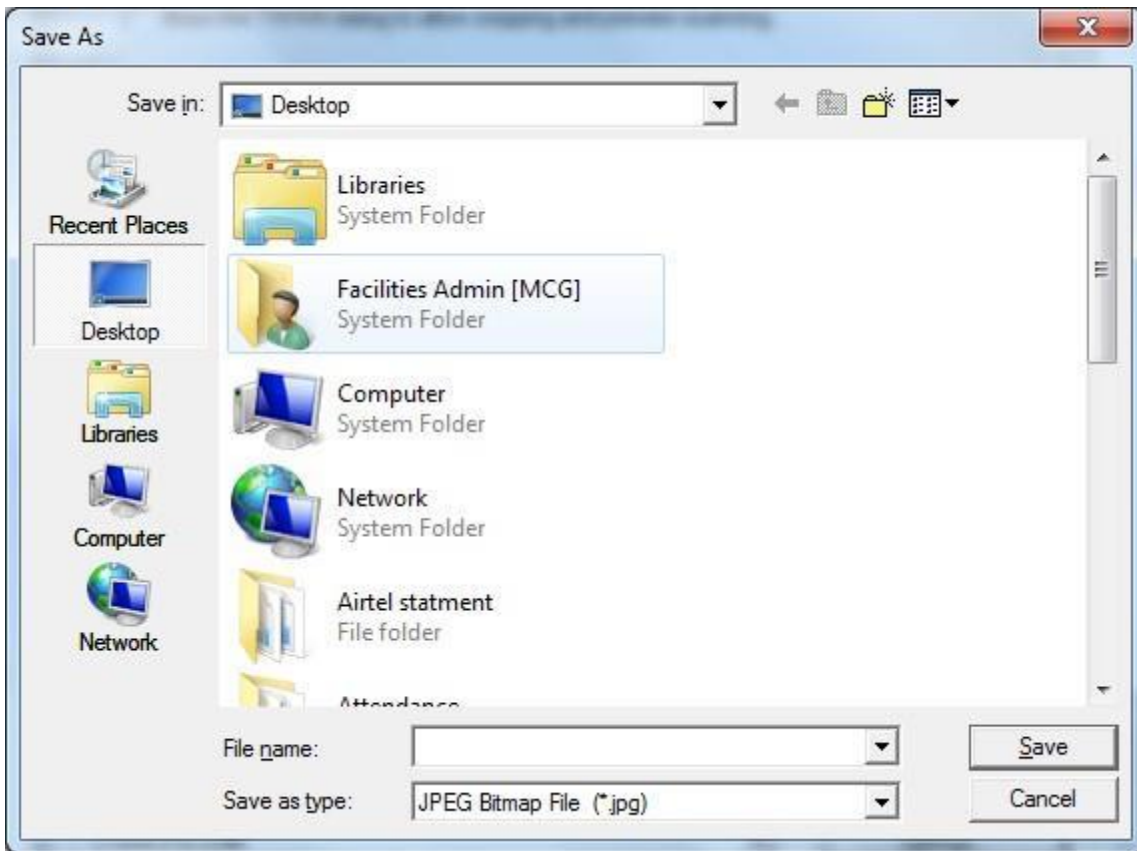 Save As
Save in:
Desktop
Recent Places
Desktop
Libraries
Computer
Network
Libraries
System Folder
Facilities Admin [MCG]
System Folder
Computer
System Folder
Network
System Folder
Airtel statment
File folder
Attendance
File name:
Save
Save as type:
JPEG Bitmap File (*.jpg)
Cancel